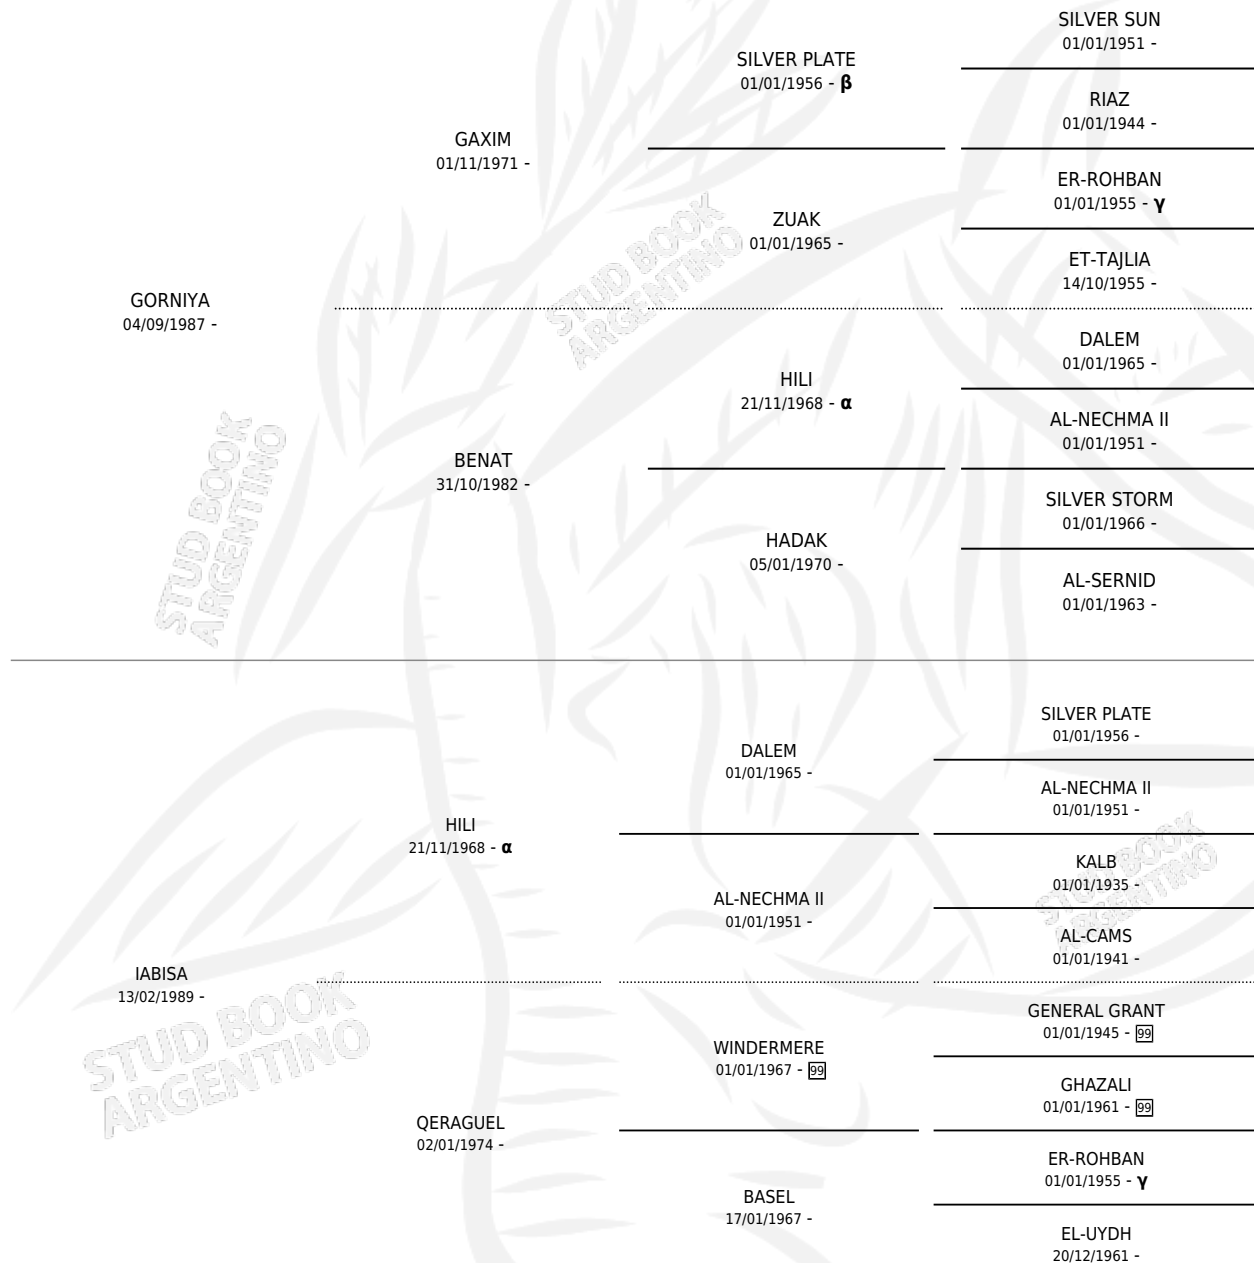 SILVER SUN
01/01/1951 -
SILVER PLATE
01/01/1956 - β
RIAZ
01/01/1944 -
GAXIM
01/11/1971 -
ER-ROHBAN
01/01/1955 - γ
ZUAK
01/01/1965 -
ET-TAJLIA
14/10/1955 -
GORNIYA
04/09/1987 -
DALEM
01/01/1965 -
HILI
21/11/1968 - α
AL-NECHMA II
01/01/1951 -
BENAT
31/10/1982 -
SILVER STORM
01/01/1966 -
HADAK
05/01/1970 -
AL-SERNID
01/01/1963 -
SILVER PLATE
01/01/1956 -
DALEM
01/01/1965 -
AL-NECHMA II
01/01/1951 -
HILI
21/11/1968 - α
KALB
01/01/1935 -
AL-NECHMA II
01/01/1951 -
AL-CAMS
01/01/1941 -
IABISA
13/02/1989 -
GENERAL GRANT
01/01/1945 - 99
WINDERMERE
01/01/1967 - 99
GHAZALI
01/01/1961 - 99
QERAGUEL
02/01/1974 -
ER-ROHBAN
01/01/1955 - γ
BASEL
17/01/1967 -
EL-UYDH
20/12/1961 -
STUD BOOK
ARGENTINO
STUD BOOK
ARGENTINO
STUD BOOK
ARGENTINO
STUD BOOK
ARGENTINO